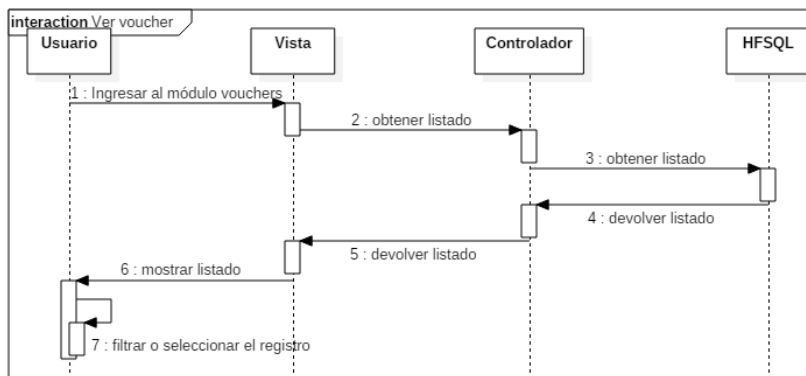 interaction Ver voucher
Usuario
Vista
Controlador
HFSQL
1 : Ingresar al módulo vouchers
2 : obtener listado
3 : obtener listado
4 : devolver listado
5 : devolver listado
6 : mostrar listado
7 : filtrar o seleccionar el registro